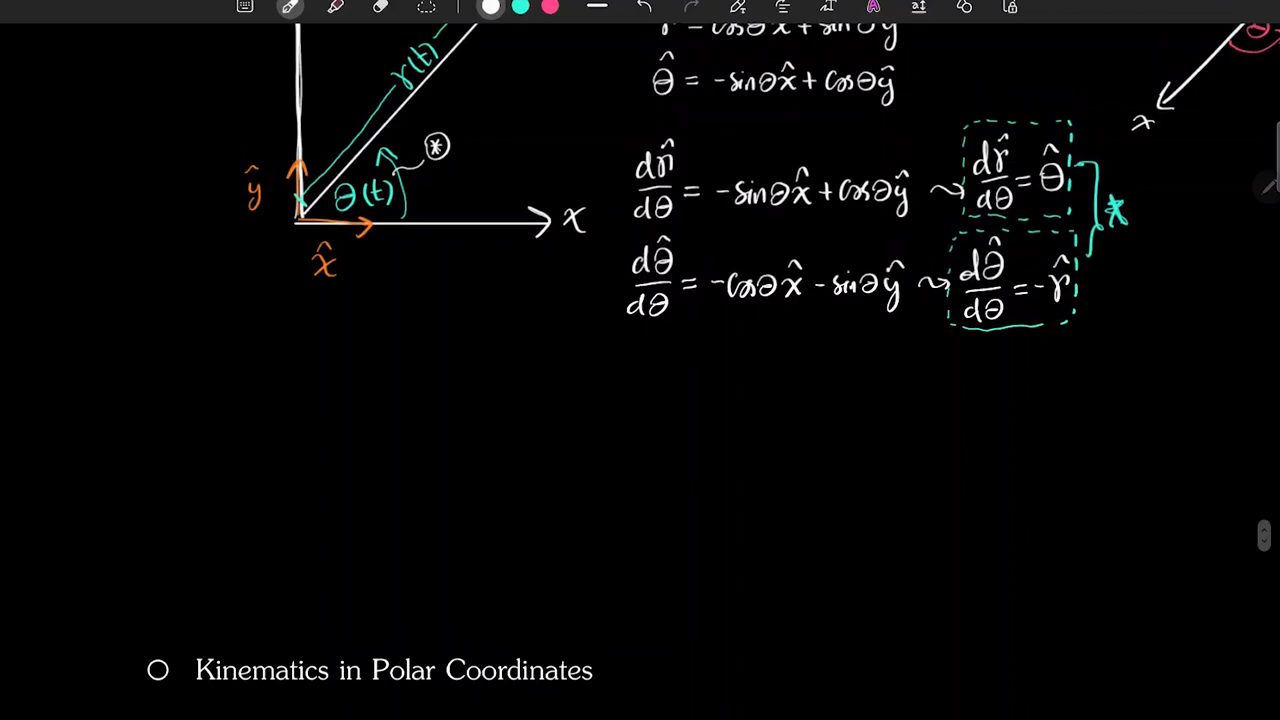 r(t)
θ̂ = -sinθx̂ + cosθŷ
x
ŷ
θ(t)
*
x
x̂
dr̂/dθ = -sinθx̂ + cosθŷ ⇝ dr̂/dθ = θ̂
*
dθ̂/dθ = -cosθx̂ - sinθŷ ⇝ dθ̂/dθ = -r̂
Kinematics in Polar Coordinates